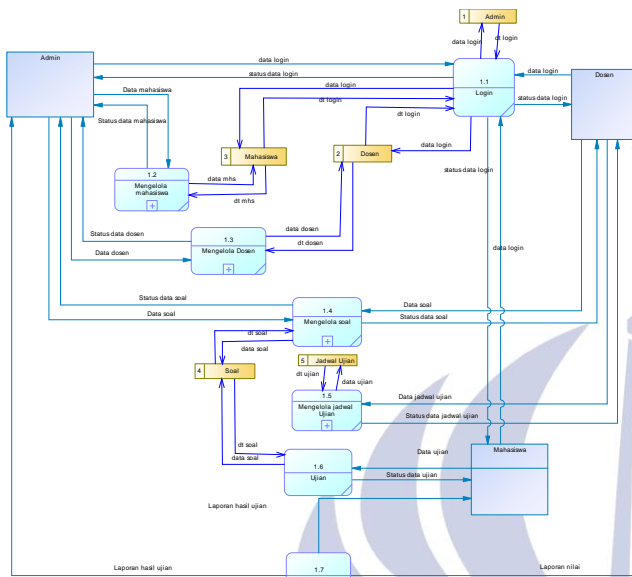 1 Admin
data login
dt login
Admin
data login
status data login
Data mahasiswa
Status data mahasiswa
data login
dt login
1.1
Login
data login
status data login
Dosen
dt login
data login
status login
3 Mahasiswa
2 Dosen
1.2
Mengelola
mahasiswa
data mhs
dt mhs
1.3
Mengelola Dosen
Status data dosen
Data dosen
data dosen
dt dosen
data login
Status data soal
Data soal
1.4
Mengelola soal
Data soal
Status data soal
dt soal
data soal
4 Soal
5 Jadwal Ujian
dt ujian
data ujian
1.5
Mengelola jadwal
Ujian
Data jadwal ujian
Status data jadwal ujian
dt soal
data soal
1.6
Ujian
Data ujian
Status data ujian
Mahasiswa
Laporan hasil ujian
Laporan hasil ujian
1.7
Laporan nilai